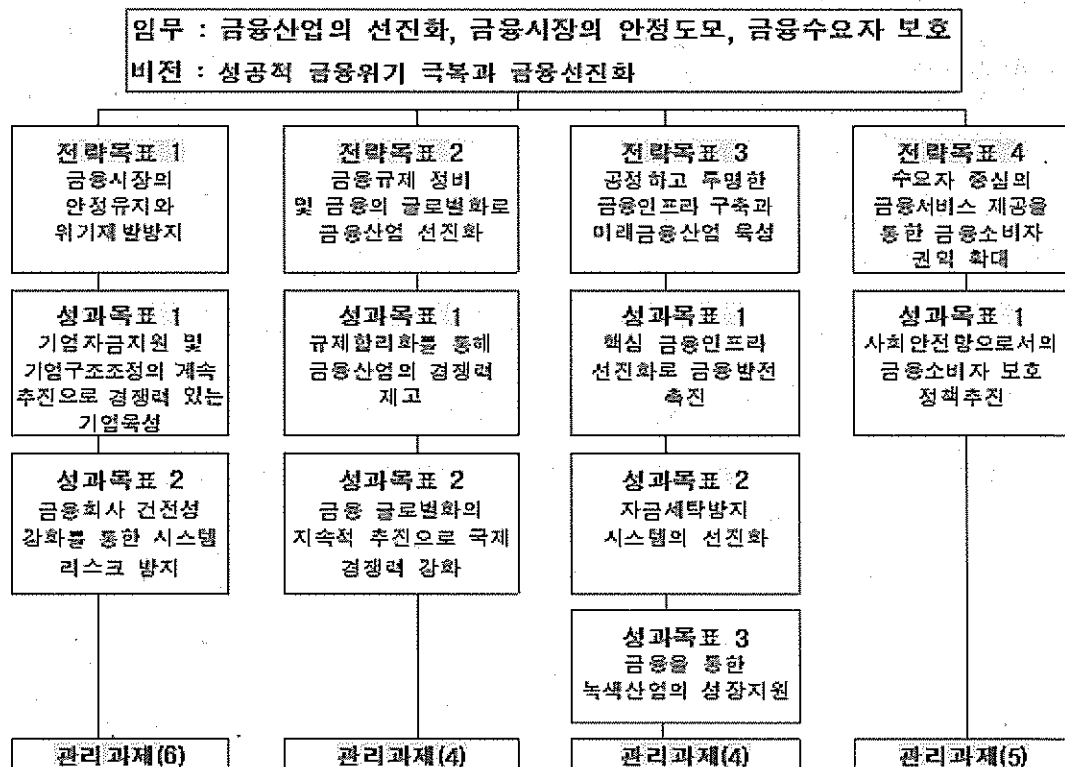 임무 : 금융산업의 선진화, 금융시장의 안정도모, 금융수요자 보호
비전 : 성공적 금융위기 극복과 금융선진화
전략목표 1
금융시장의
안정유지와
위기재발방지
전략목표 2
금융규제 정비
및 금융의 글로벌화로
금융산업 선진화
전략목표 3
공정하고 투명한
금융인프라 구축과
미래금융산업 육성
전략목표 4
수요자 중심의
금융서비스 제공을
통한 금융소비자
권익 확대
성과목표 1
기업자금지원 및
기업구조조정의 계속
추진으로 경쟁력 있는
기업육성
성과목표 1
규제합리화를 통해
금융산업의 경쟁력
제고
성과목표 1
핵심 금융인프라
선진화로 금융발전
촉진
성과목표 1
사회안전망으로서의
금융소비자 보호
정책추진
성과목표 2
금융회사 건전성
강화를 통한 시스템
리스크 방지
성과목표 2
금융 글로벌화의
지속적 추진으로 국제
경쟁력 강화
성과목표 2
자금세탁방지
시스템의 선진화
성과목표 3
금융을 통한
녹색산업의 성장지원
관리과제(6)
관리과제(4)
관리과제(4)
관리과제(5)